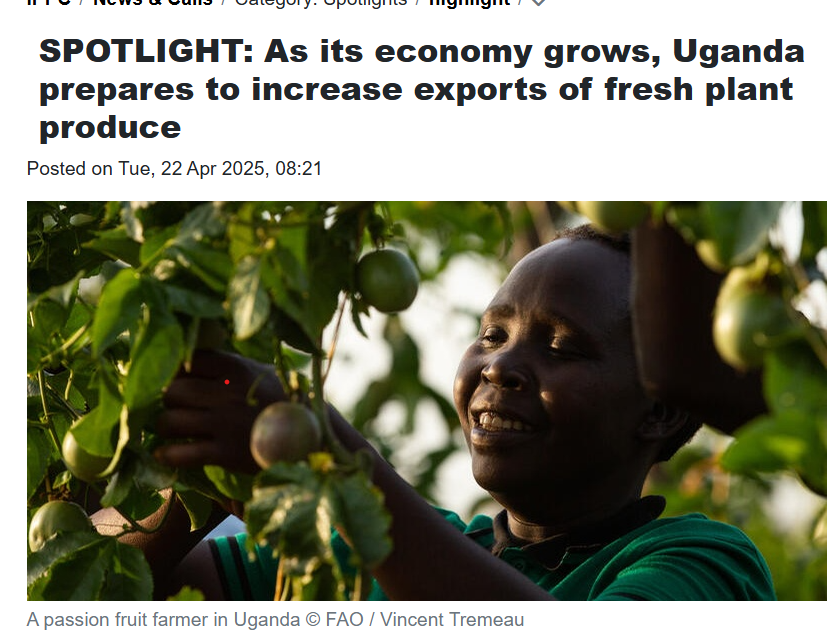 IPPC / News & Calls / Category: Spotlights / highlight /
SPOTLIGHT: As its economy grows, Uganda
prepares to increase exports of fresh plant
produce
Posted on Tue, 22 Apr 2025, 08:21
A passion fruit farmer in Uganda © FAO / Vincent Tremeau